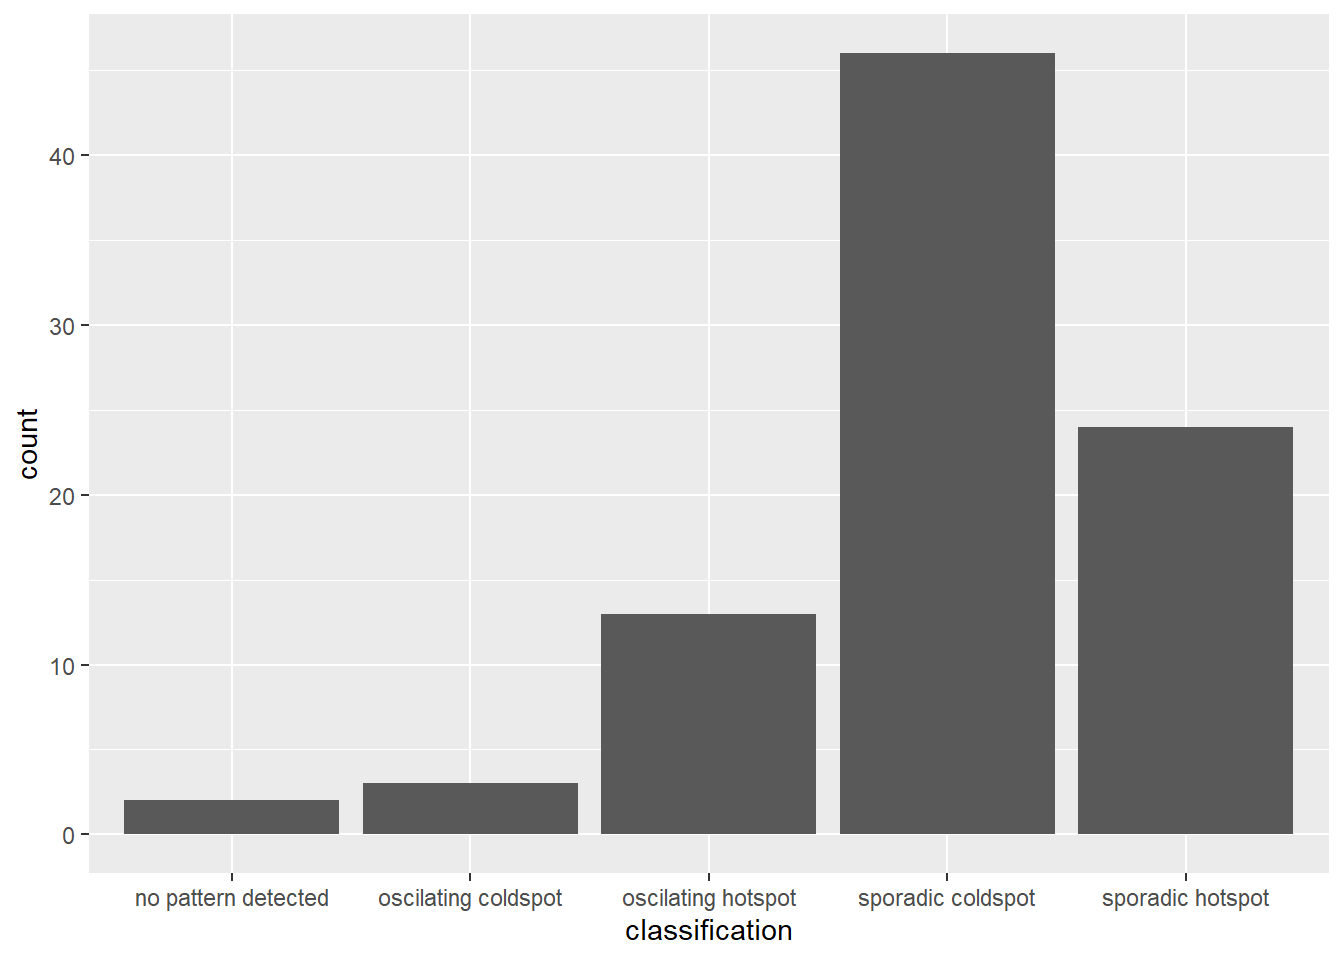 count
40
30
20
10
0
no pattern detected oscilating coldspot oscilating hotspot sporadic coldspot sporadic hotspot
classification